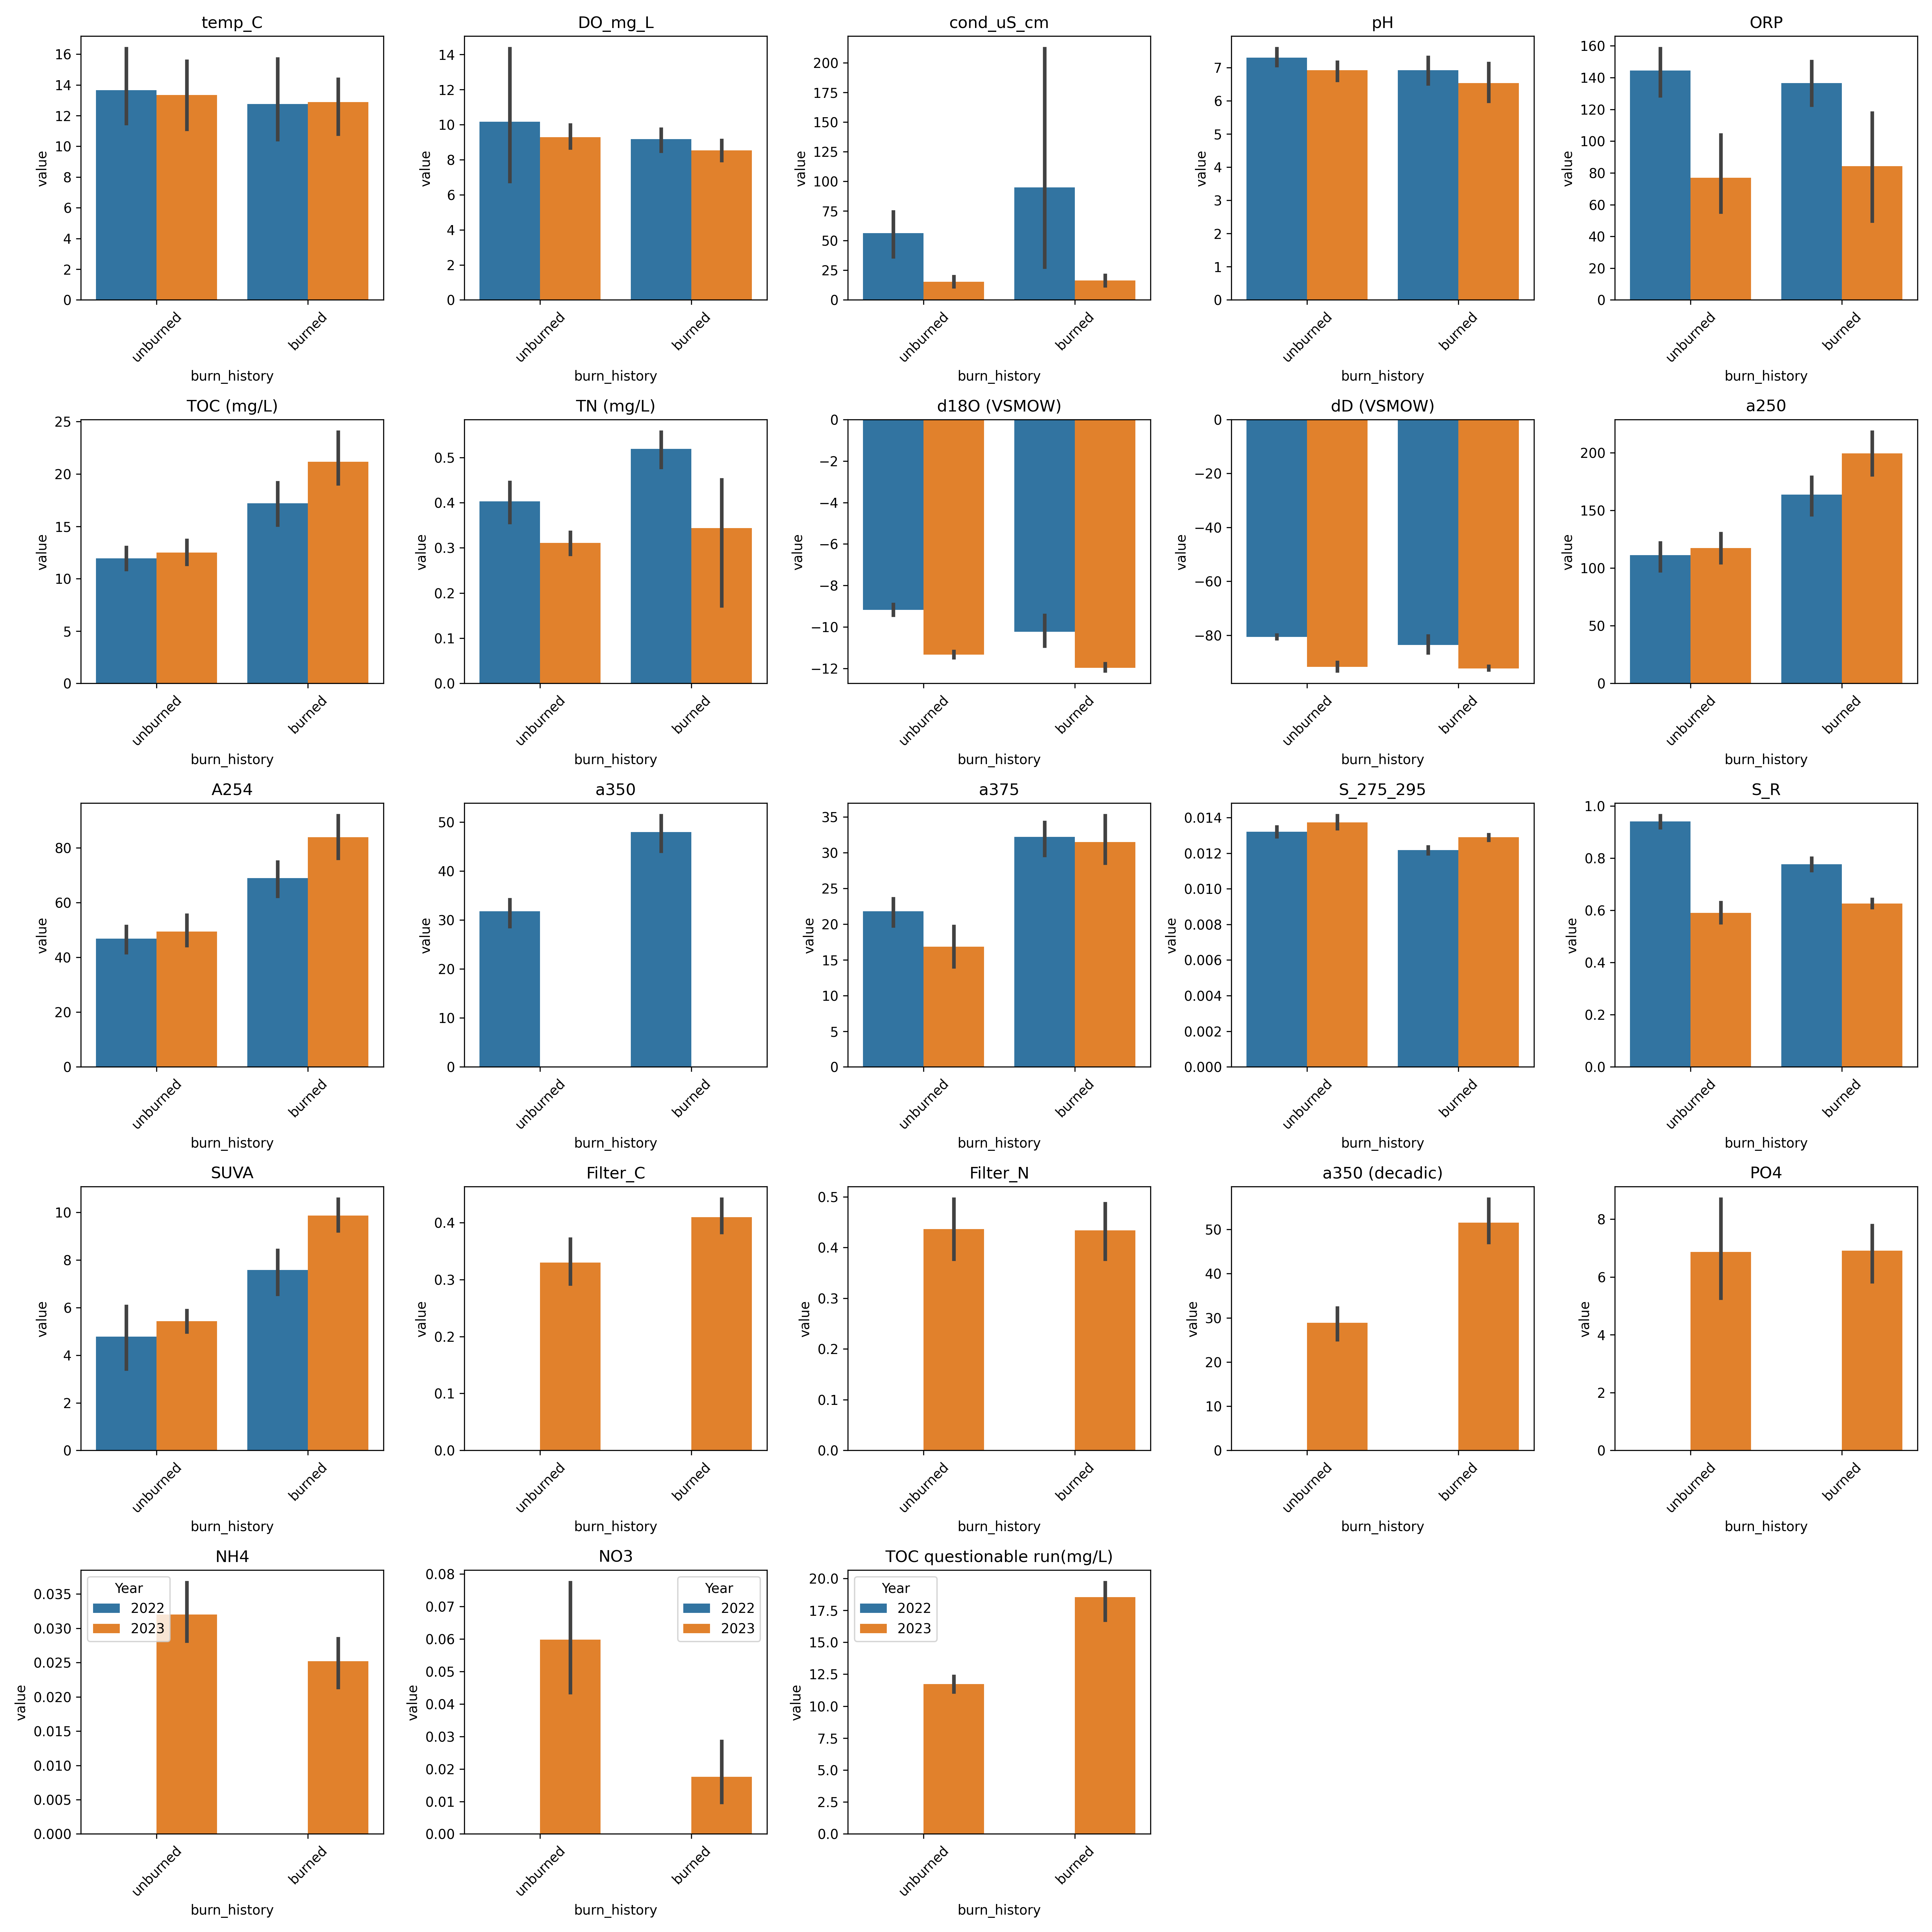 temp_C
DO_mg_L
cond_uS_cm
pH
ORP
16
14
12
10
8
6
4
2
0
value
unburned
burned
burn_history
14
12
10
8
6
4
2
0
value
unburned
burned
burn_history
200
175
150
125
100
75
50
25
0
value
unburned
burned
burn_history
7
6
5
4
3
2
1
0
value
unburned
burned
burn_history
160
140
120
100
80
60
40
20
0
value
unburned
burned
burn_history
TOC (mg/L)
TN (mg/L)
d18O (VSMOW)
dD (VSMOW)
a250
25
20
15
10
5
0
value
unburned
burned
burn_history
0.5
0.4
0.3
0.2
0.1
0.0
value
unburned
burned
burn_history
0
−2
−4
−6
−8
−10
−12
value
unburned
burned
burn_history
0
−20
−40
−60
−80
value
unburned
burned
burn_history
200
150
100
50
0
value
unburned
burned
burn_history
A254
a350
a375
S_275_295
S_R
80
60
40
20
0
value
unburned
burned
burn_history
50
40
30
20
10
0
value
unburned
burned
burn_history
35
30
25
20
15
10
5
0
value
unburned
burned
burn_history
0.014
0.012
0.010
0.008
0.006
0.004
0.002
0.000
value
unburned
burned
burn_history
1.0
0.8
0.6
0.4
0.2
0.0
value
unburned
burned
burn_history
SUVA
Filter_C
Filter_N
a350 (decadic)
PO4
10
8
6
4
2
0
value
unburned
burned
burn_history
0.4
0.3
0.2
0.1
0.0
value
unburned
burned
burn_history
0.5
0.4
0.3
0.2
0.1
0.0
value
unburned
burned
burn_history
50
40
30
20
10
0
value
unburned
burned
burn_history
8
6
4
2
0
value
unburned
burned
burn_history
NH4
NO3
TOC questionable run(mg/L)
0.035
0.030
0.025
0.020
0.015
0.010
0.005
0.000
value
Year
2022
2023
unburned
burned
burn_history
0.08
0.07
0.06
0.05
0.04
0.03
0.02
0.01
0.00
value
Year
2022
2023
unburned
burned
burn_history
20.0
17.5
15.0
12.5
10.0
7.5
5.0
2.5
0.0
value
Year
2022
2023
unburned
burned
burn_history